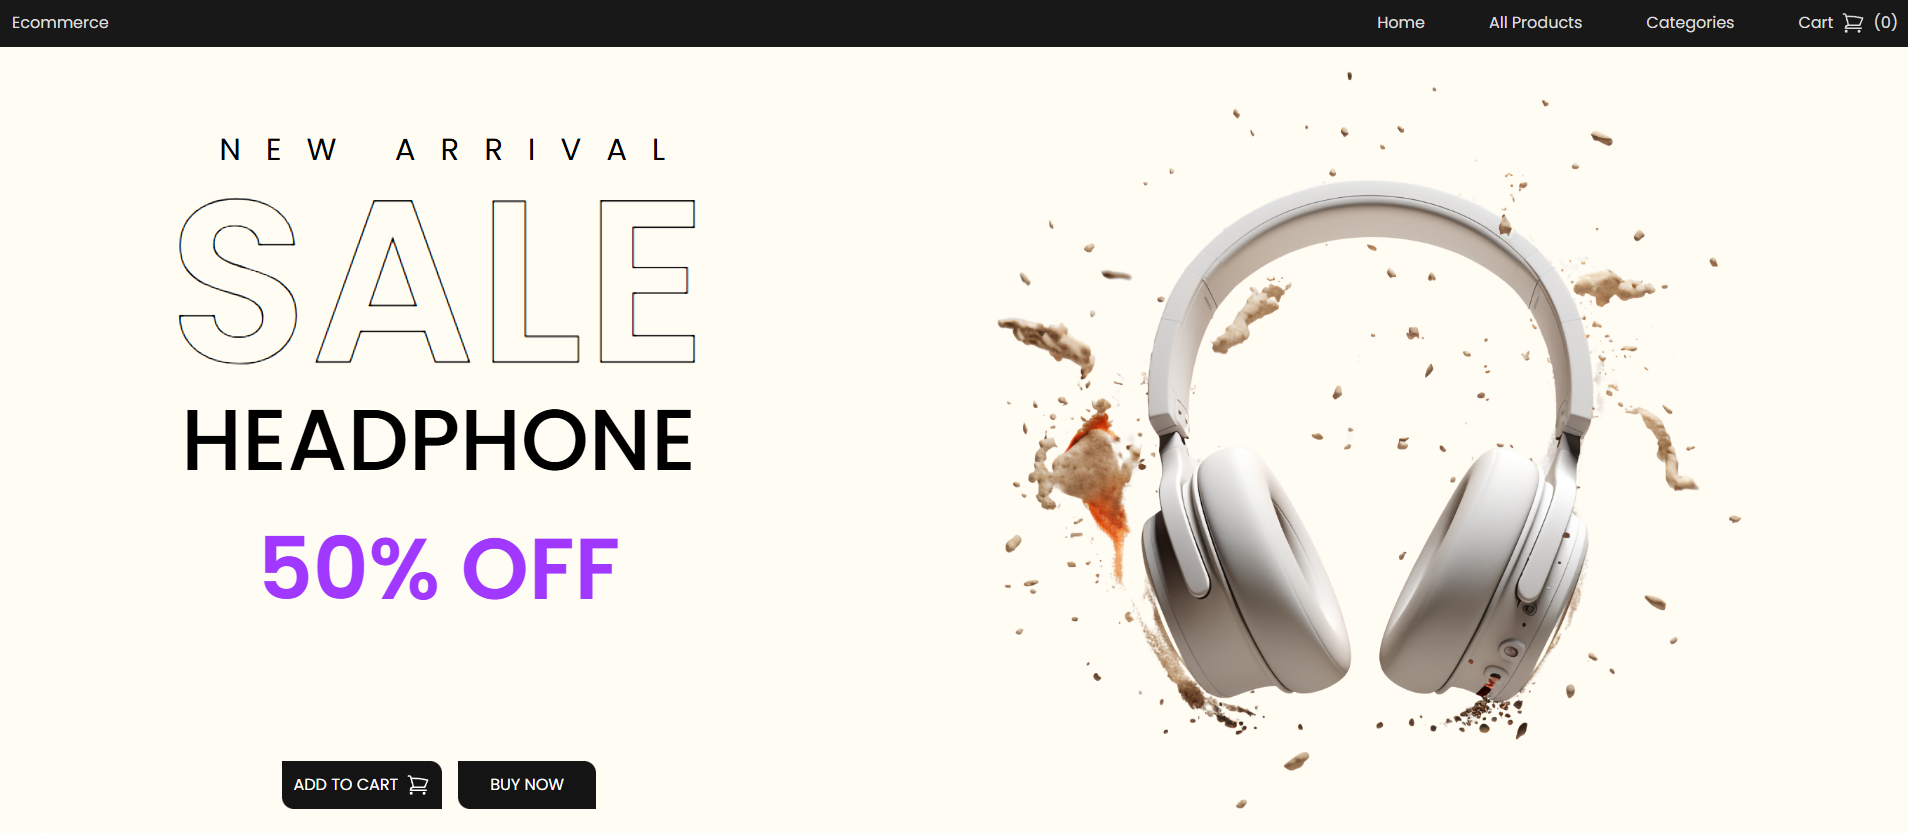 Ecommerce
Home
All Products
Categories
Cart (0)
NEW ARRIVAL
SALE
HEADPHONE
50% OFF
ADD TO CART
BUY NOW